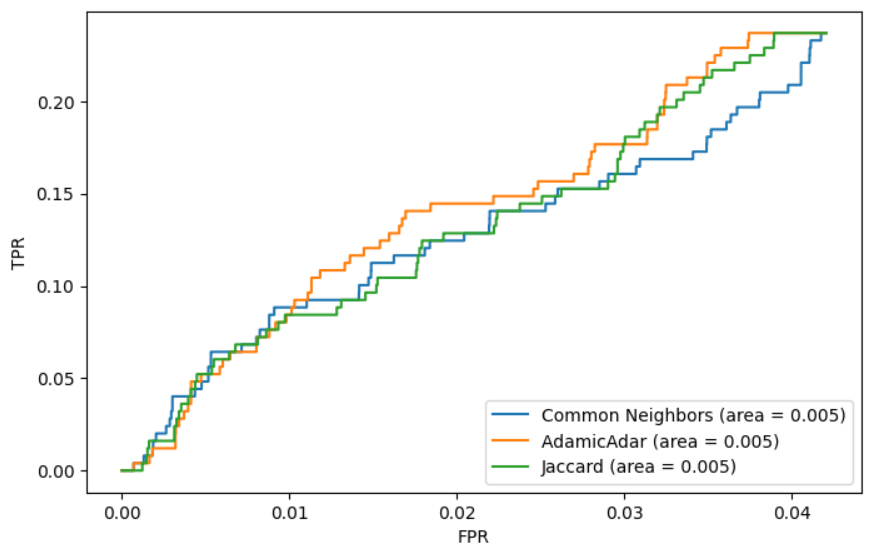 0.20
0.15
0.10
0.05
0.00
TPR
Common Neighbors (area = 0.005)
AdamicAdar (area = 0.005)
Jaccard (area = 0.005)
0.00 0.01 0.02 0.03 0.04
FPR